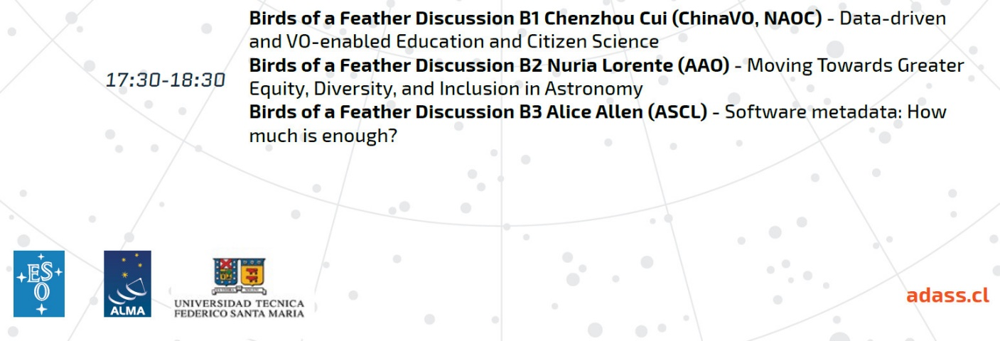 Birds of a Feather Discussion B1 Chenzhou Cui (ChinaVO, NAOC) - Data-driven
and VO-enabled Education and Citizen Science
17:30-18:30
Birds of a Feather Discussion B2 Nuria Lorente (AAO) - Moving Towards Greater
Equity, Diversity, and Inclusion in Astronomy
Birds of a Feather Discussion B3 Alice Allen (ASCL) - Software metadata: How
much is enough?
ES
O
ALMA
UNIVERSIDAD TECNICA
FEDERICO SANTA MARIA
adass.cl